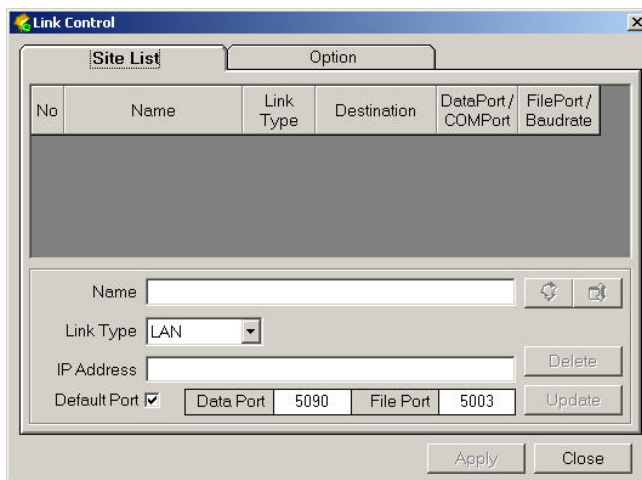 Link Control
Site List
Option
No
Name
Link Type
Destination
DataPort/ COMPort
FilePort/ Baudrate
Name
Link Type LAN
IP Address
Delete
Default Port Data Port 5090 File Port 5003 Update
Apply Close